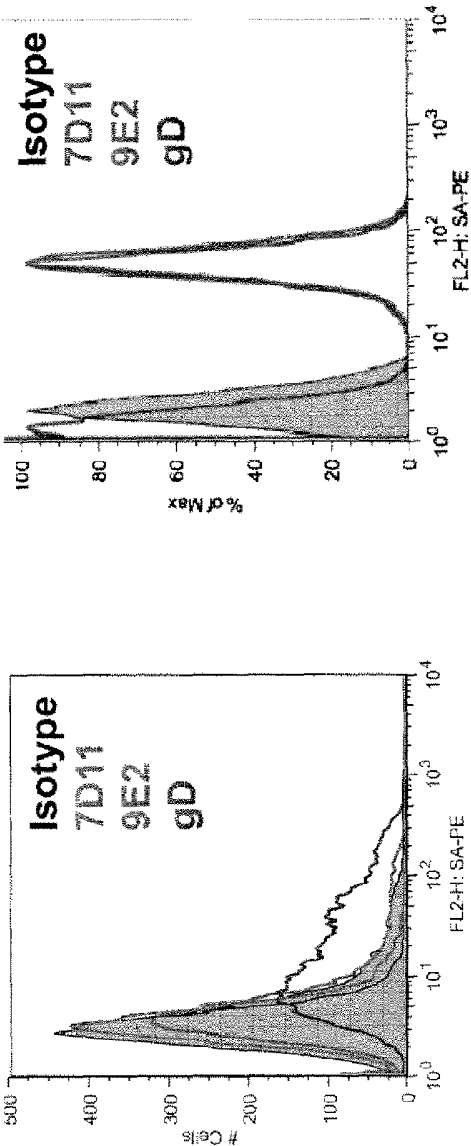 500
400
300
200
100
0
# Cells
Isotype
7D11
9E2
gD
10^0
10^1
10^2
10^3
10^4
FL2-H: SA-PE
100
80
60
40
20
0
% of Max
Isotype
7D11
9E2
gD
10^0
10^1
10^2
10^3
10^4
FL2-H: SA-PE